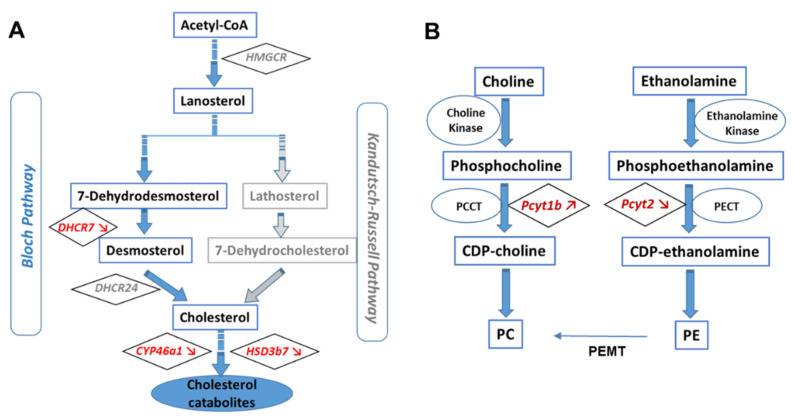 A
Acetyl-CoA
HMGCR
Lanosterol
Bloch Pathway
Kandutsch-Russell Pathway
7-Dehydrodesmosterol
Lathosterol
DHCR7 ↘
Desmosterol
7-Dehydrocholesterol
DHCR24
Cholesterol
CYP46a1 ↘
HSD3b7 ↘
Cholesterol
catabolites
B
Choline
Ethanolamine
Choline
Kinase
Ethanolamine
Kinase
Phosphocholine
Phosphoethanolamine
PCCT
Pcyt1b ↗
Pcyt2 ↘
PECT
CDP-choline
CDP-ethanolamine
PC
PE
PEMT